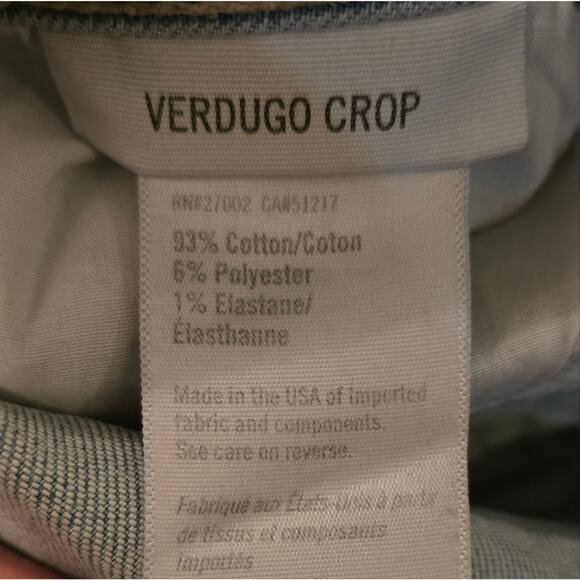 VERDUGO CROP
RN#27002 CA#51217
93% Cotton/Coton
6% Polyester
1% Elastane/
Élasthanne
Made in the USA of imported
fabric and components.
See care on reverse.
Fabriqué aux États-Unis à partir
de tissus et composants
importés